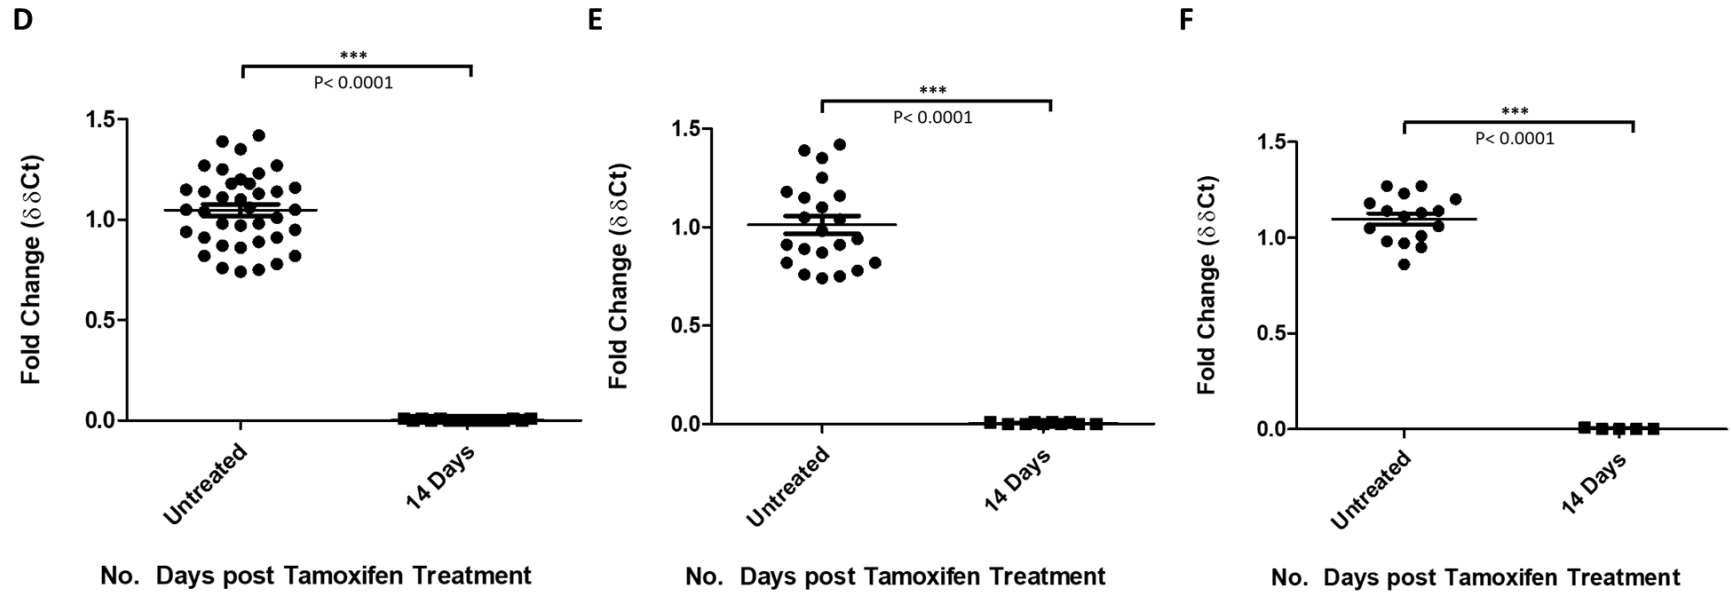 D
***
P< 0.0001
1.5
1.0
0.5
0.0
Fold Change (δ δCt)
Untreated
14 Days
No. Days post Tamoxifen Treatment
E
***
P< 0.0001
1.5
1.0
0.5
0.0
Fold Change (δ δCt)
Untreated
14 Days
No. Days post Tamoxifen Treatment
F
***
P< 0.0001
1.5
1.0
0.5
0.0
Fold Change (δ δCt)
Untreated
14 Days
No. Days post Tamoxifen Treatment